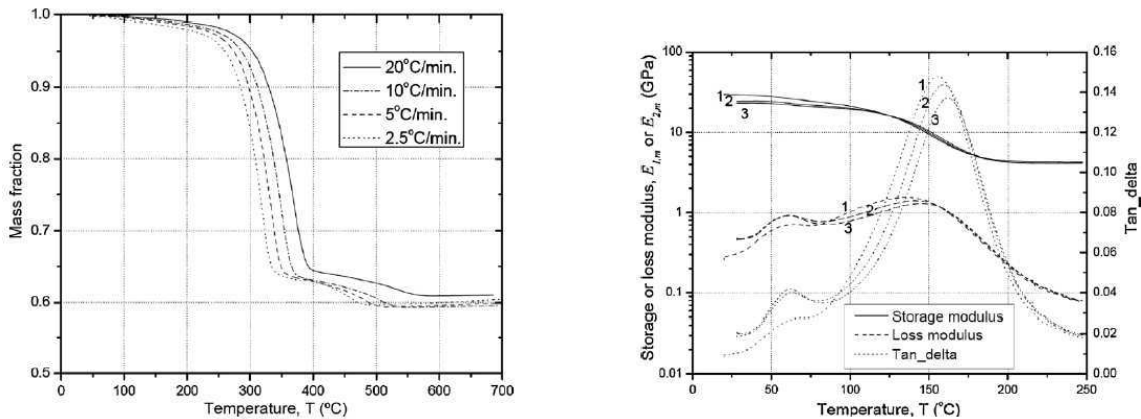 1.0
0.9
0.8
0.7
0.6
0.5
Mass fraction
20°C/min.
10°C/min.
5°C/min.
2.5°C/min.
0 100 200 300 400 500 600 700
Temperature, T (°C)
100
10
1
0.1
0.01
Storage or loss modulus, E1,m or E2,m (GPa)
0.16
0.14
0.12
0.10
0.08
0.06
0.04
0.02
0.00
Tan_delta
1
2
3
1
2
3
1
2
3
Storage modulus
Loss modulus
Tan_delta
0 50 100 150 200 250
Temperature, T (°C)